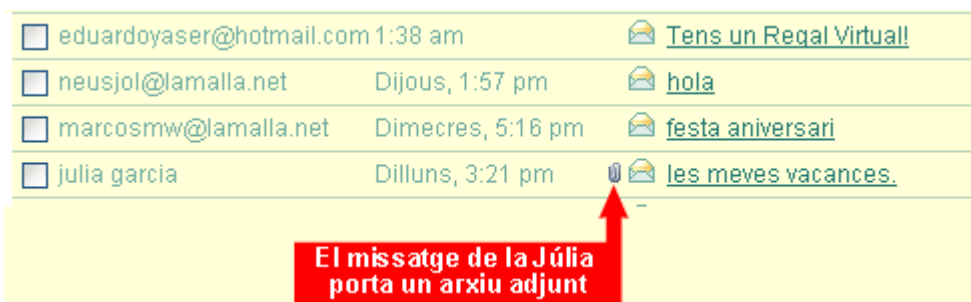 eduardoyaser@hotmail.com 1:38 am Tens un Regal Virtual!
neusjol@lamalla.net Dijous, 1:57 pm hola
marcosmw@lamalla.net Dimecres, 5:16 pm festa aniversari
julia garcia Dilluns, 3:21 pm les meves vacances.
El missatge de la Júlia
porta un arxiu adjunt